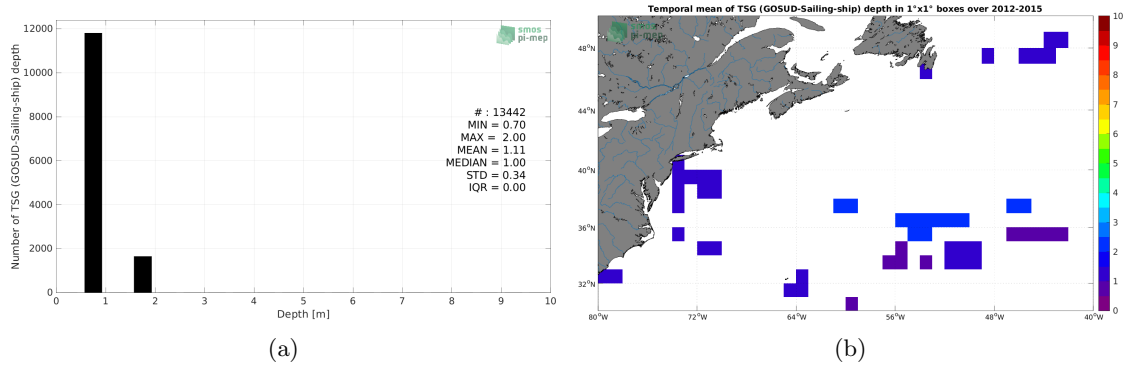 12000
10000
8000
6000
4000
2000
0
Number of TSG (GOSUD-Sailing-ship) depth
smos
pi-mep
# : 13442
MIN = 0.70
MAX = 2.00
MEAN = 1.11
MEDIAN = 1.00
STD = 0.34
IQR = 0.00
0 1 2 3 4 5 6 7 8 9 10
Depth [m]
(a)
Temporal mean of TSG (GOSUD-Sailing-ship) depth in 1°x1° boxes over 2012-2015
smos
pi-mep
48°N
44°N
40°N
36°N
32°N
80°W 72°W 64°W 56°W 48°W 40°W
10
9
8
7
6
5
4
3
2
1
0
(b)